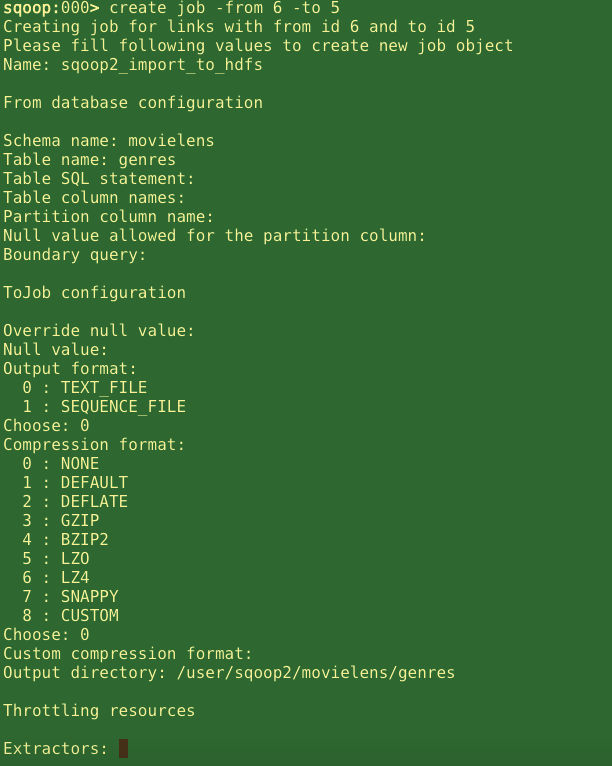 sqoop:000> create job -from 6 -to 5
Creating job for links with from id 6 and to id 5
Please fill following values to create new job object
Name: sqoop2_import_to_hdfs
From database configuration
Schema name: movielens
Table name: genres
Table SQL statement:
Table column names:
Partition column name:
Null value allowed for the partition column:
Boundary query:
ToJob configuration
Override null value:
Null value:
Output format:
  0 : TEXT_FILE
  1 : SEQUENCE_FILE
Choose: 0
Compression format:
  0 : NONE
  1 : DEFAULT
  2 : DEFLATE
  3 : GZIP
  4 : BZIP2
  5 : LZO
  6 : LZ4
  7 : SNAPPY
  8 : CUSTOM
Choose: 0
Custom compression format:
Output directory: /user/sqoop2/movielens/genres
Throttling resources
Extractors: